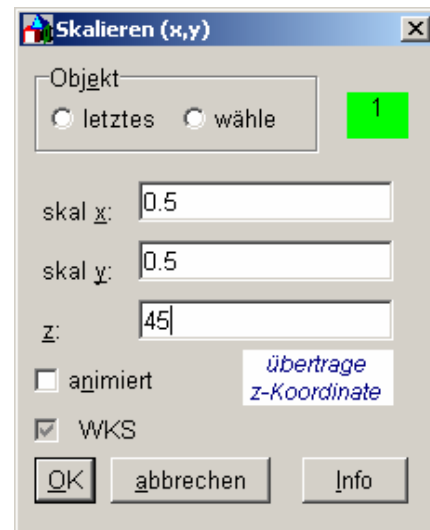 Skalieren (x,y)
Objekt
letztes wähle
1
skal x: 0.5
skal y: 0.5
z: 45
animiert
übertrage
z-Koordinate
WKS
OK abbrechen Info